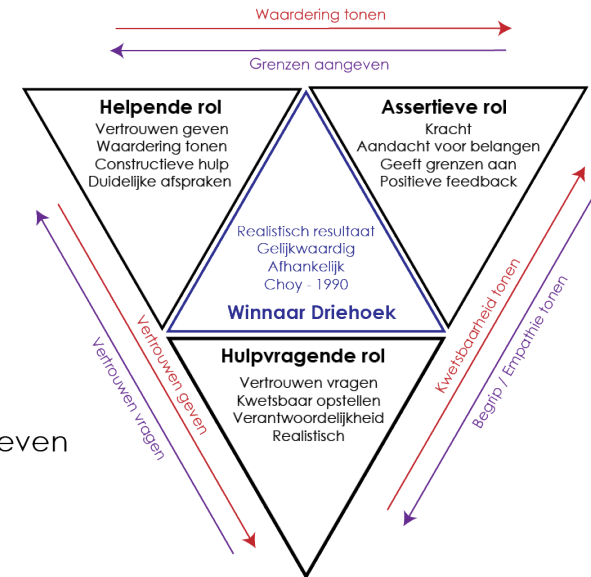 Waardering tonen
Grenzen aangeven
Helpende rol
Vertrouwen geven
Waardering tonen
Constructieve hulp
Duidelijke afspraken
Assertieve rol
Kracht
Aandacht voor belangen
Geeft grenzen aan
Positieve feedback
Realistisch resultaat
Gelijkwaardig
Afhankelijk
Choy - 1990
Winnaar Driehoek
Vertrouwen geven
Vertrouwen vragen
Kwetsbaarheid tonen
Begrip / Empathie tonen
Hulpvragende rol
Vertrouwen vragen
Kwetsbaar opstellen
Verantwoordelijkheid
Realistisch
even